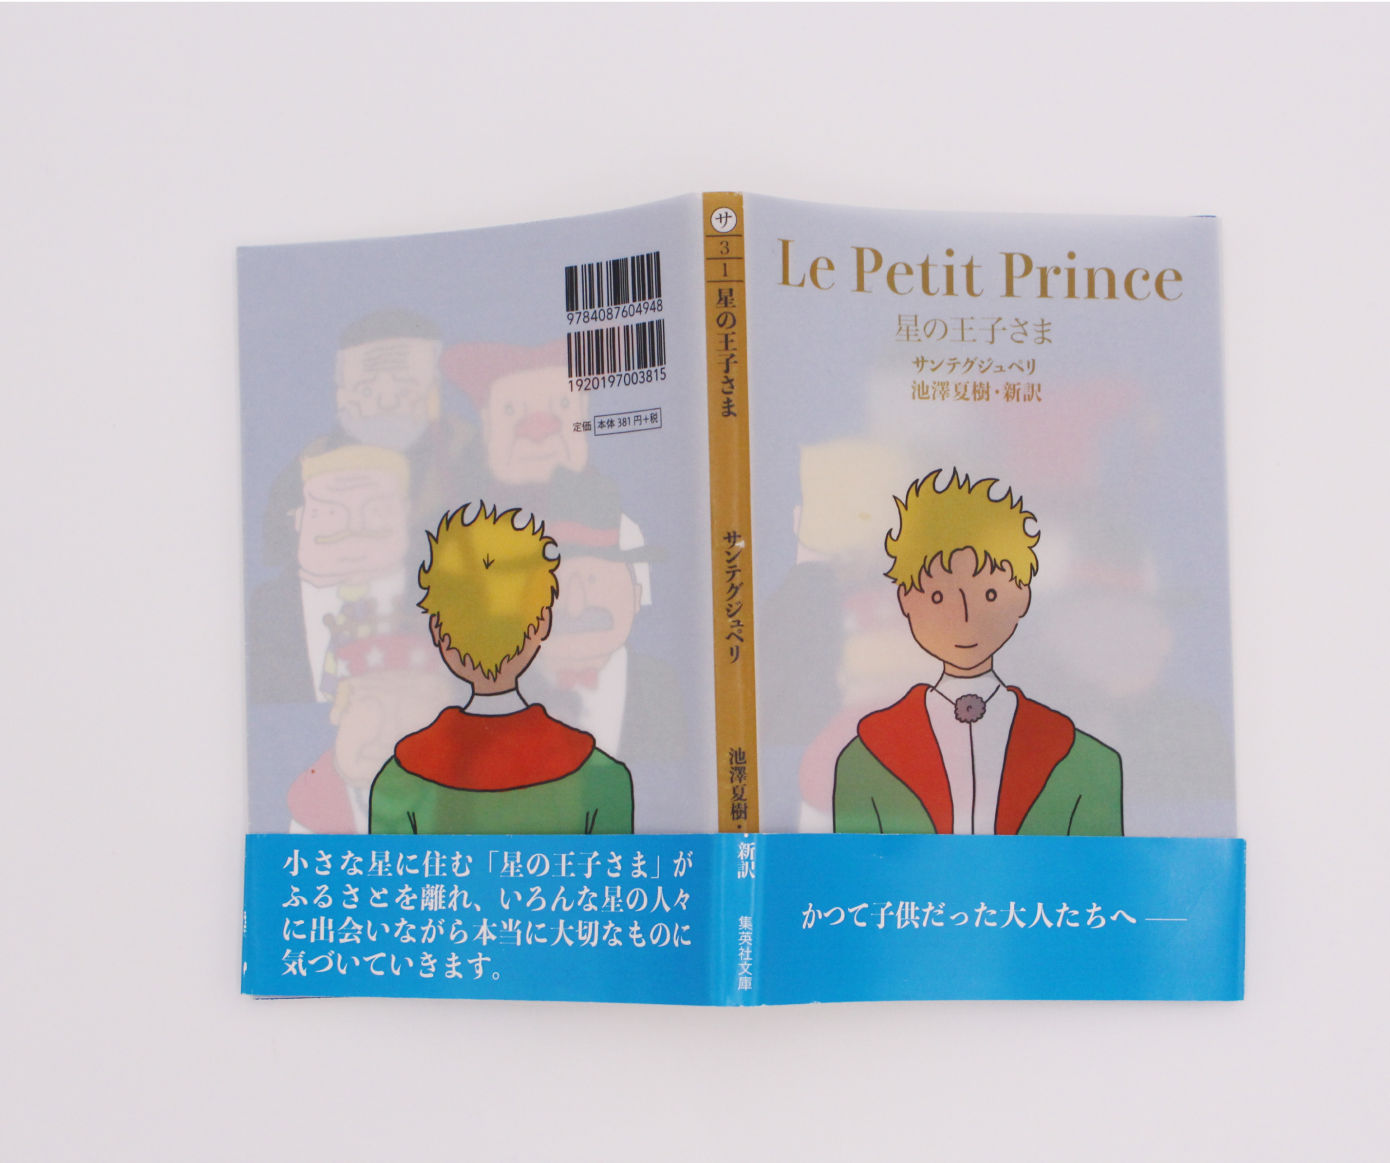 9784087604948
1920197003815
定価 本体 381 円+税
小さな星に住む「星の王子さま」が
ふるさとを離れ、いろんな星の人々
に出会いながら本当に大切なものに
気づいていきます。
サ
3
1
星の王子さま
サンテグジュペリ
池澤夏樹・新訳
集英社文庫
Le Petit Prince
星の王子さま
サンテグジュペリ
池澤夏樹・新訳
かつて子供だった大人たちへ ——